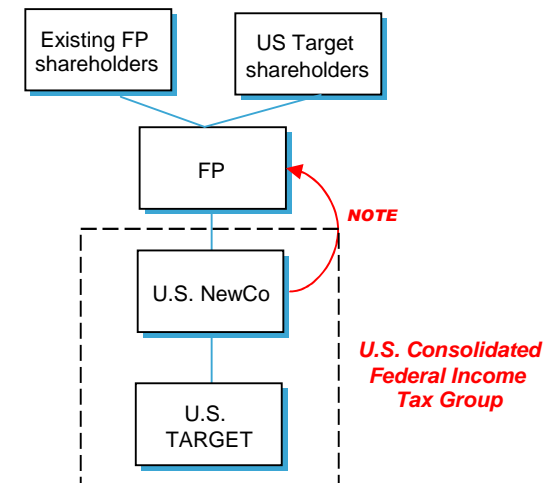 Existing FP
shareholders
US Target
shareholders
FP
NOTE
U.S. NewCo
U.S. Consolidated
Federal Income
Tax Group
U.S.
TARGET